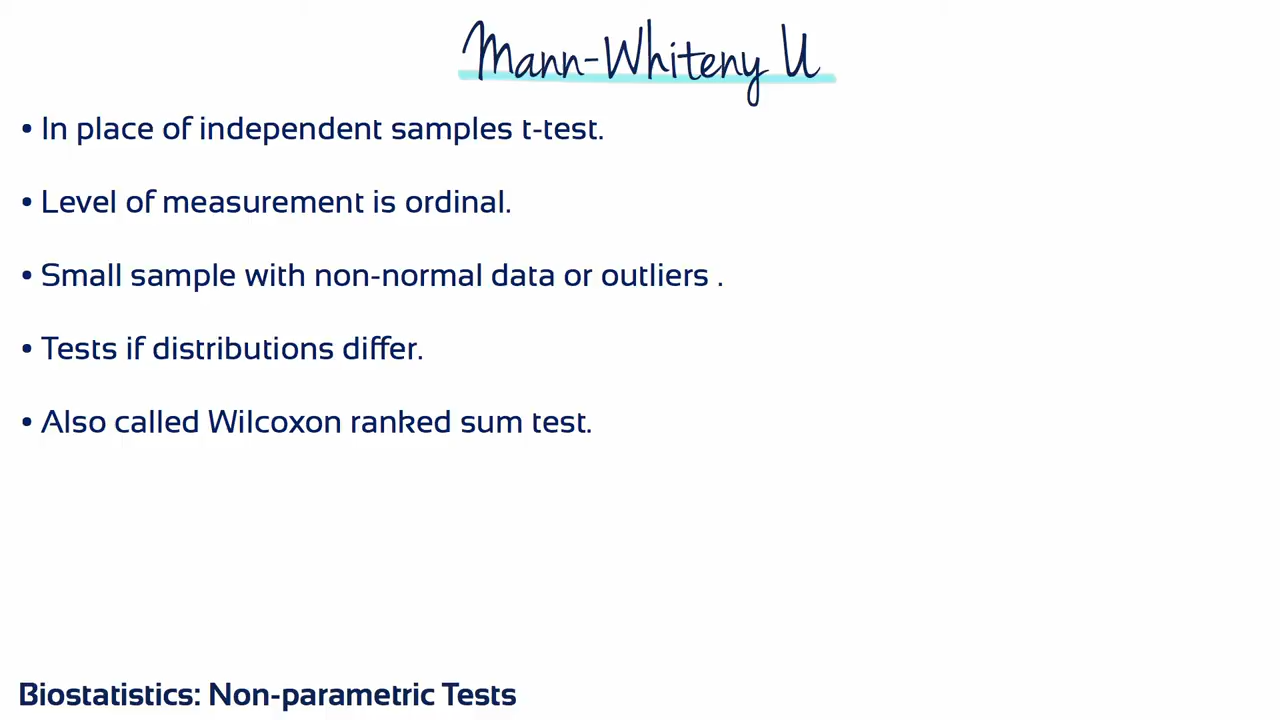 Mann-Whiteny U
• In place of independent samples t-test.
• Level of measurement is ordinal.
• Small sample with non-normal data or outliers .
• Tests if distributions differ.
• Also called Wilcoxon ranked sum test.
Biostatistics: Non-parametric Tests